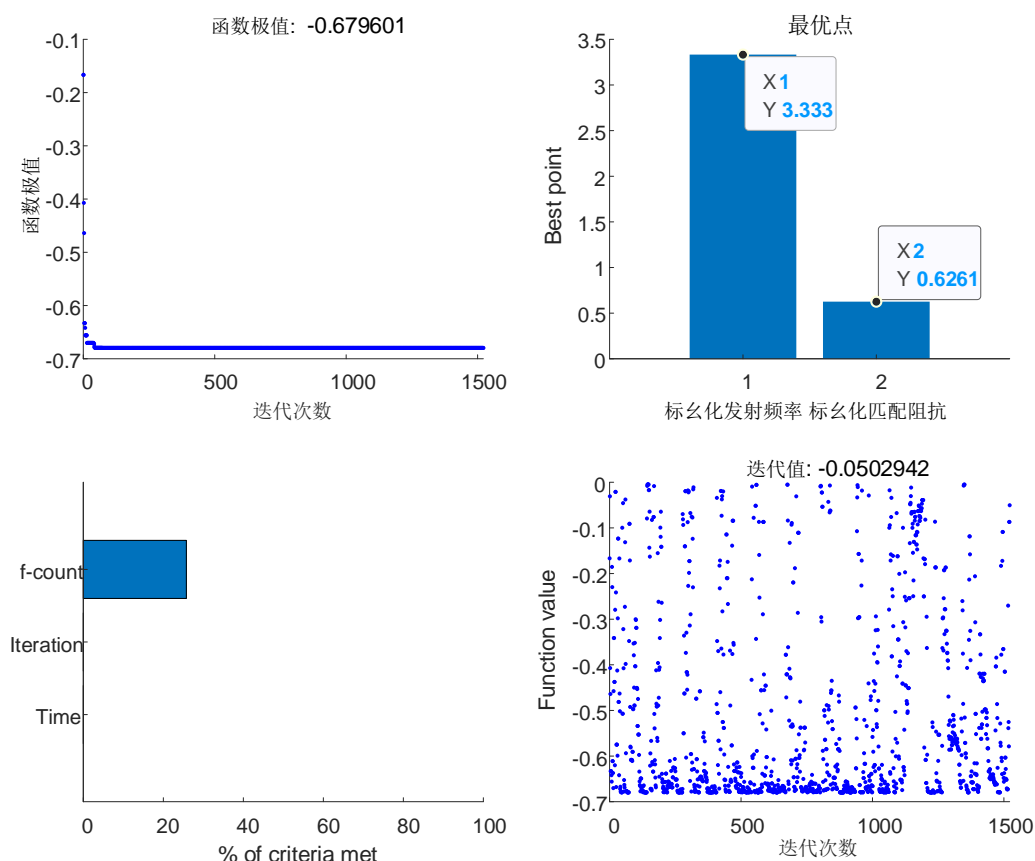 函数极值: -0.679601
-0.1
-0.2
-0.3
-0.4
-0.5
-0.6
-0.7
函数极值
0 500 1000 1500
迭代次数
最优点
3.5
3
2.5
2
1.5
1
0.5
0
Best point
X 1
Y 3.333
X 2
Y 0.6261
1 2
标幺化发射频率 标幺化匹配阻抗
f-count
Iteration
Time
0 20 40 60 80 100
% of criteria met
迭代值: -0.0502942
0
-0.1
-0.2
-0.3
-0.4
-0.5
-0.6
-0.7
Function value
0 500 1000 1500
迭代次数